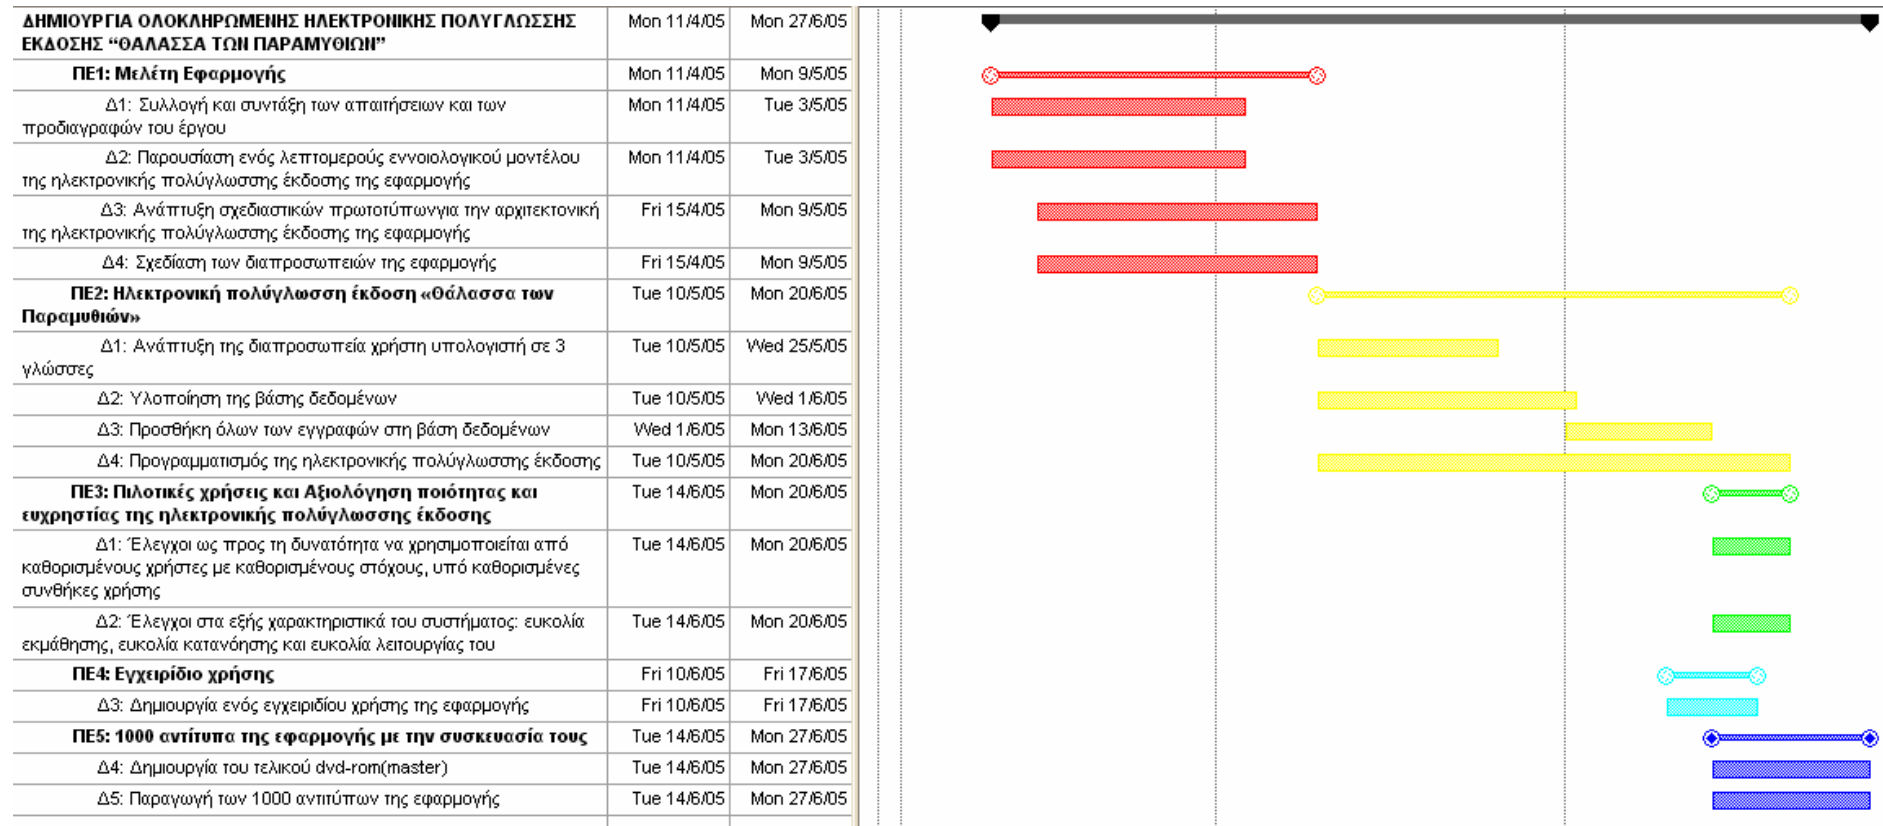 ΔΗΜΙΟΥΡΓΙΑ ΟΛΟΚΛΗΡΩΜΕΝΗΣ ΗΛΕΚΤΡΟΝΙΚΗΣ ΠΟΛΥΓΛΩΣΣΗΣ Mon 11/4/05 Mon 27/6/05
ΕΚΔΟΣΗΣ “ΘΑΛΑΣΣΑ ΤΩΝ ΠΑΡΑΜΥΘΙΩΝ”
ΠΕ1: Μελέτη Εφαρμογής Mon 11/4/05 Mon 9/5/05
Δ1: Συλλογή και συντάξη των απαιτήσειων και των Mon 11/4/05 Tue 3/5/05
προδιαγραφών του έργου
Δ2: Παρουσίαση ενός λεπτομερούς εννοιολογικού μοντέλου Mon 11/4/05 Tue 3/5/05
της ηλεκτρονικής πολύγλωσσης έκδοσης της εφαρμογής
Δ3: Ανάπτυξη σχεδιαστικών πρωτοτύπωνγια την αρχιτεκτονική Fri 15/4/05 Mon 9/5/05
της ηλεκτρονικής πολύγλωσσης έκδοσης της εφαρμογής
Δ4: Σχεδίαση των διαπροσωπειών της εφαρμογής Fri 15/4/05 Mon 9/5/05
ΠΕ2: Ηλεκτρονική πολύγλωσση έκδοση «Θάλασσα των Tue 10/5/05 Mon 20/6/05
Παραμυθιών»
Δ1: Ανάπτυξη της διαπροσωπεία χρήστη υπολογιστή σε 3 Tue 10/5/05 Wed 25/5/05
γλώσσες
Δ2: Υλοποίηση της βάσης δεδομένων Tue 10/5/05 Wed 1/6/05
Δ3: Προσθήκη όλων των εγγραφών στη βάση δεδομένων Wed 1/6/05 Mon 13/6/05
Δ4: Προγραμματισμός της ηλεκτρονικής πολύγλωσσης έκδοσης Tue 10/5/05 Mon 20/6/05
ΠΕ3: Πιλοτικές χρήσεις και Αξιολόγηση ποιότητας και Tue 14/6/05 Mon 20/6/05
ευχρηστίας της ηλεκτρονικής πολύγλωσσης έκδοσης
Δ1: Έλεγχοι ως προς τη δυνατότητα να χρησιμοποιείται από Tue 14/6/05 Mon 20/6/05
καθορισμένους χρήστες με καθορισμένους στόχους, υπό καθορισμένες
συνθήκες χρήσης
Δ2: Έλεγχοι στα εξής χαρακτηριστικά του συστήματος: ευκολία Tue 14/6/05 Mon 20/6/05
εκμάθησης, ευκολία κατανόησης και ευκολία λειτουργίας του
ΠΕ4: Εγχειρίδιο χρήσης Fri 10/6/05 Fri 17/6/05
Δ3: Δημιουργία ενός εγχειριδίου χρήσης της εφαρμογής Fri 10/6/05 Fri 17/6/05
ΠΕ5: 1000 αντίτυπα της εφαρμογής με την συσκευασία τους Tue 14/6/05 Mon 27/6/05
Δ4: Δημιουργία του τελικού dvd-rom(master) Tue 14/6/05 Mon 27/6/05
Δ5: Παραγωγή των 1000 αντιτύπων της εφαρμογής Tue 14/6/05 Mon 27/6/05